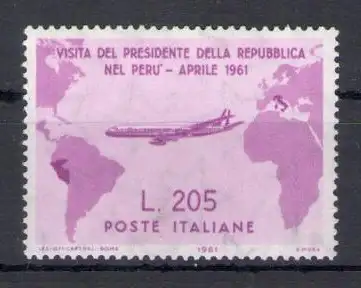 VISITA DEL PRESIDENTE DELLA REPUBBLICA
NEL PERU' - APRILE 1961
L. 205
POSTE ITALIANE
1961